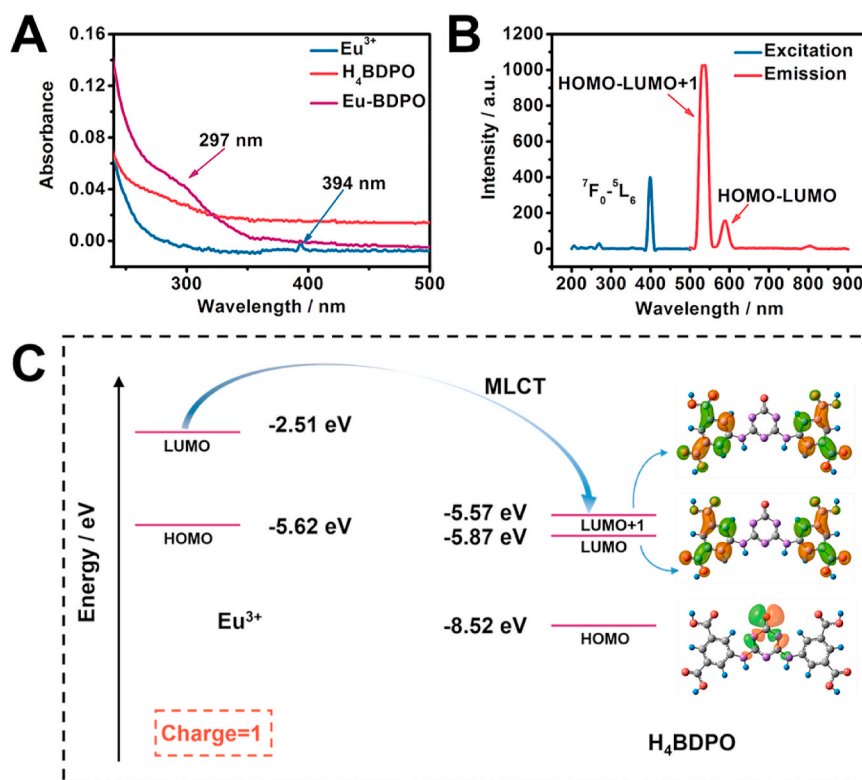 A
0.16
0.12
0.08
0.04
0.00
Absorbance
Eu³⁺
H₄BDPO
Eu-BDPO
297 nm
394 nm
300
400
500
Wavelength / nm
B
1200
1000
800
600
400
200
0
Intensity / a.u.
Excitation
Emission
HOMO-LUMO+1
⁷F₀-⁵L₆
HOMO-LUMO
200 300 400 500 600 700 800 900
Wavelength / nm
C
Energy / eV
MLCT
-2.51 eV
LUMO
-5.62 eV
HOMO
Eu³⁺
Charge=1
-5.57 eV
LUMO+1
-5.87 eV
LUMO
-8.52 eV
HOMO
H₄BDPO